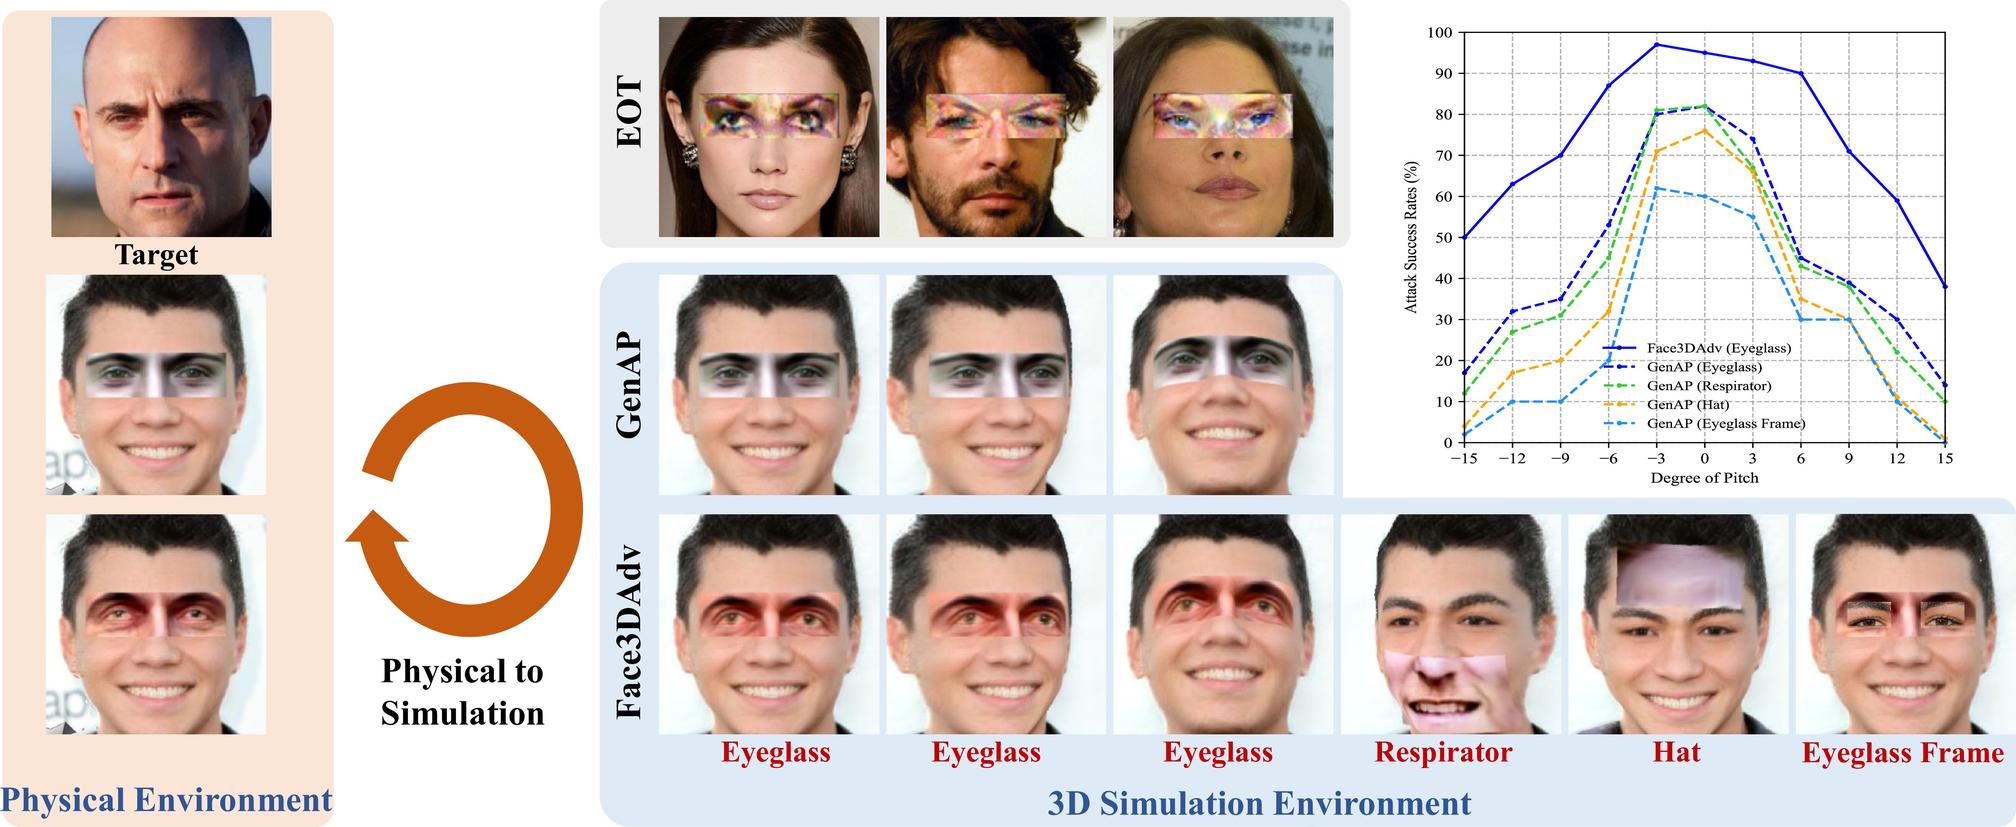 Target
Physical Environment
Physical to
Simulation
EOT
GenAP
Face3DAdv
Eyeglass
Eyeglass
Eyeglass
Respirator
Hat
Eyeglass Frame
3D Simulation Environment
Attack Success Rates (%)
100
90
80
70
60
50
40
30
20
10
0
Face3DAdv (Eyeglass)
GenAP (Eyeglass)
GenAP (Respirator)
GenAP (Hat)
GenAP (Eyeglass Frame)
−15 −12 −9 −6 −3 0 3 6 9 12 15
Degree of Pitch
ap
ap